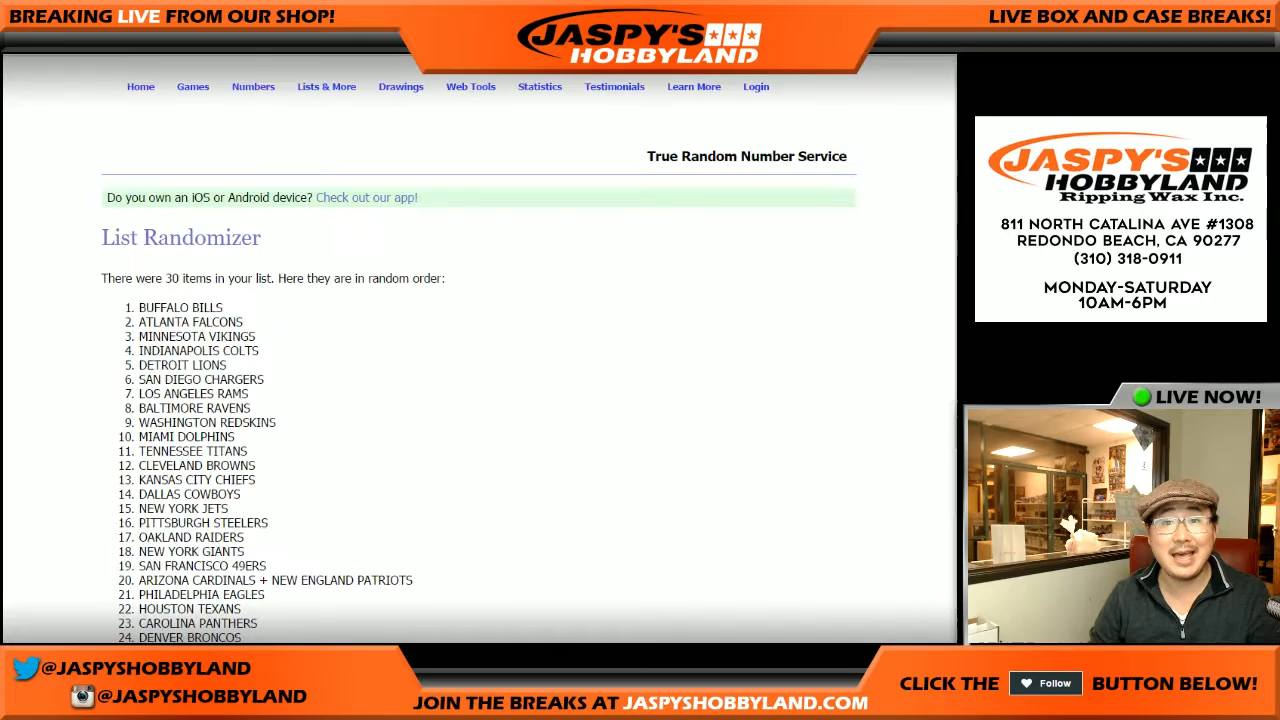 BREAKING LIVE FROM OUR SHOP!
JASPY'S
HOBBYLAND
LIVE BOX AND CASE BREAKS!
Home Games Numbers Lists & More Drawings Web Tools Statistics Testimonials Learn More Login
True Random Number Service
Do you own an iOS or Android device? Check out our app!
List Randomizer
There were 30 items in your list. Here they are in random order:
1. BUFFALO BILLS
2. ATLANTA FALCONS
3. MINNESOTA VIKINGS
4. INDIANAPOLIS COLTS
5. DETROIT LIONS
6. SAN DIEGO CHARGERS
7. LOS ANGELES RAMS
8. BALTIMORE RAVENS
9. WASHINGTON REDSKINS
10. MIAMI DOLPHINS
11. TENNESSEE TITANS
12. CLEVELAND BROWNS
13. KANSAS CITY CHIEFS
14. DALLAS COWBOYS
15. NEW YORK JETS
16. PITTSBURGH STEELERS
17. OAKLAND RAIDERS
18. NEW YORK GIANTS
19. SAN FRANCISCO 49ERS
20. ARIZONA CARDINALS + NEW ENGLAND PATRIOTS
21. PHILADELPHIA EAGLES
22. HOUSTON TEXANS
23. CAROLINA PANTHERS
24. DENVER BRONCOS
JASPY'S
HOBBYLAND
Ripping Wax Inc.
811 NORTH CATALINA AVE #1308
REDONDO BEACH, CA 90277
(310) 318-0911
MONDAY-SATURDAY
10AM-6PM
LIVE NOW!
@JASPYSHOBBYLAND
@JASPYSHOBBYLAND
JOIN THE BREAKS AT JASPYSHOBBYLAND.COM
CLICK THE Follow BUTTON BELOW!